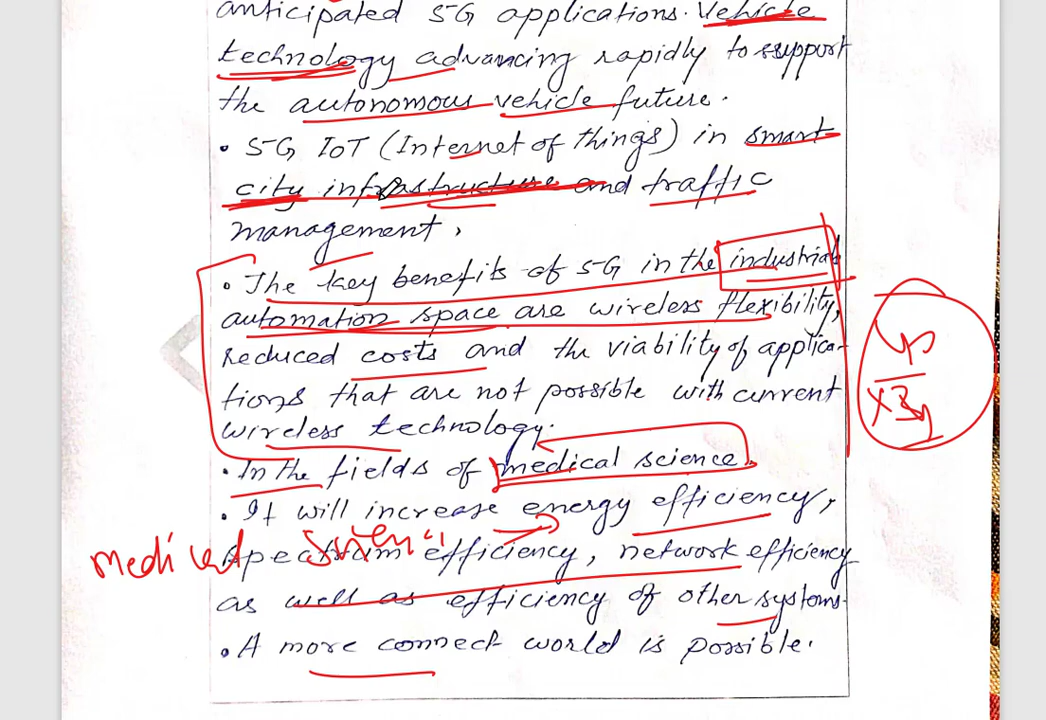 anticipated 5G applications. Vehicle
technology advancing rapidly to support
the autonomous vehicle future.
• 5G IoT (Internet of things) in smart
city infrastructure and traffic
management,
• The key benefits of 5G in the industrial
automation space are wireless flexibility,
reduced costs and the viability of applica-
tions that are not possible with current
wireless technology.
• In the fields of medical science.
• It will increase energy efficiency,
spectrum efficiency, network efficiency
as well as efficiency of other systems.
• A more connect world is possible.
medical